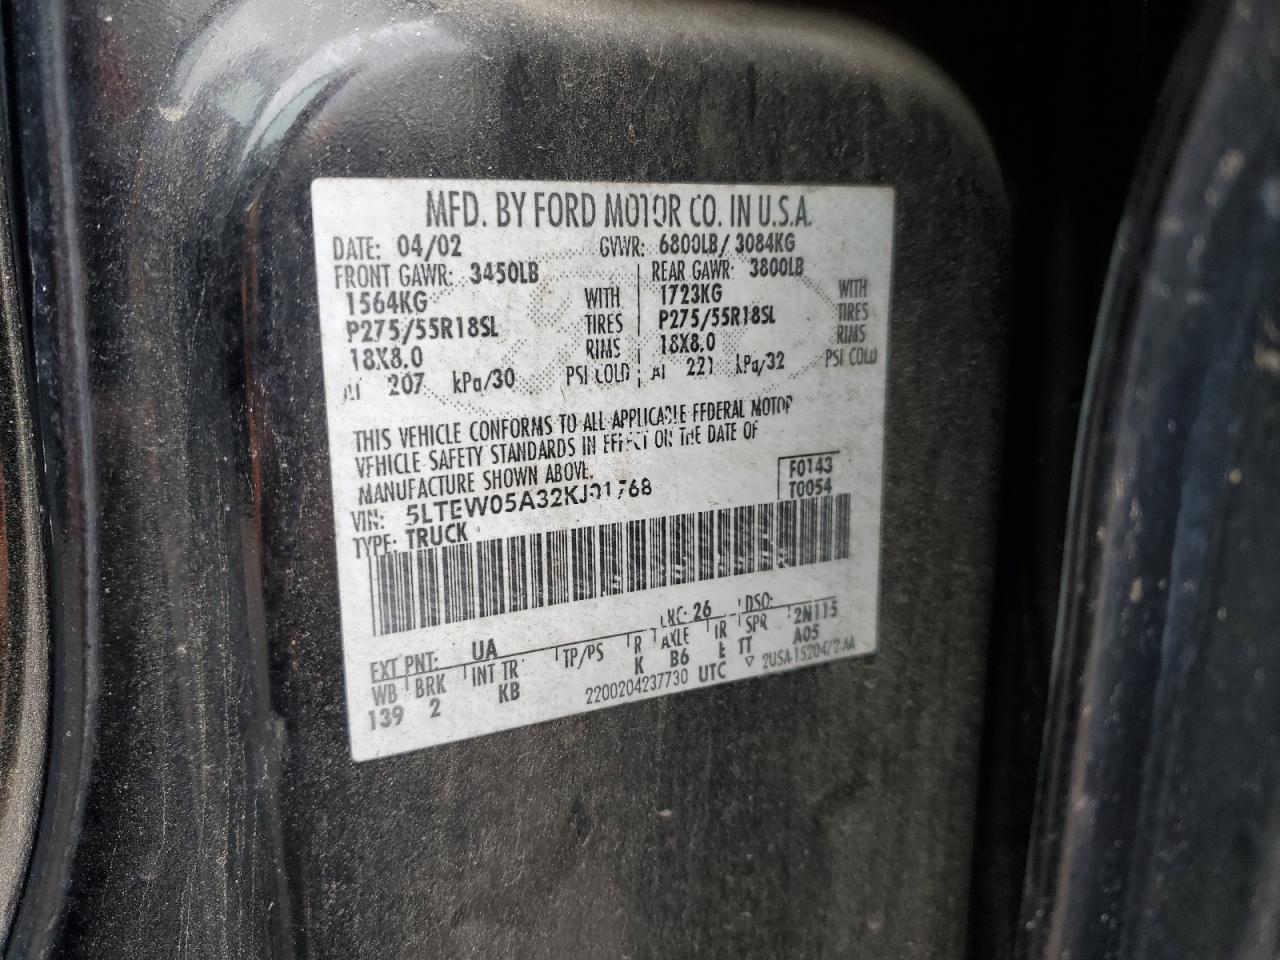 MFD. BY FORD MOTOR CO. IN U.S.A.
DATE: 04/02 GVWR: 6800LB/ 3084KG
FRONT GAWR: 3450LB REAR GAWR: 3800LB
1564KG WITH 1723KG WITH
P275/55R18SL TIRES P275/55R18SL TIRES
18X8.0 RIMS 18X8.0 RIMS
AT 207 kPa/30 PSI COLD AT 221 kPa/32 PSI COLD
THIS VEHICLE CONFORMS TO ALL APPLICABLE FEDERAL MOTOR
VEHICLE SAFETY STANDARDS IN EFFECT ON THE DATE OF
MANUFACTURE SHOWN ABOVE.
F0143
T0054
VIN: 5LTEW05A32KJ01768
TYPE: TRUCK
EXT PNT: UA RC: 26 DSO:
WB BRK INT TR TP/PS R AXLE TR SPR 2N115
139 2 KB K B6 E TT A05
2200204237730 UTC